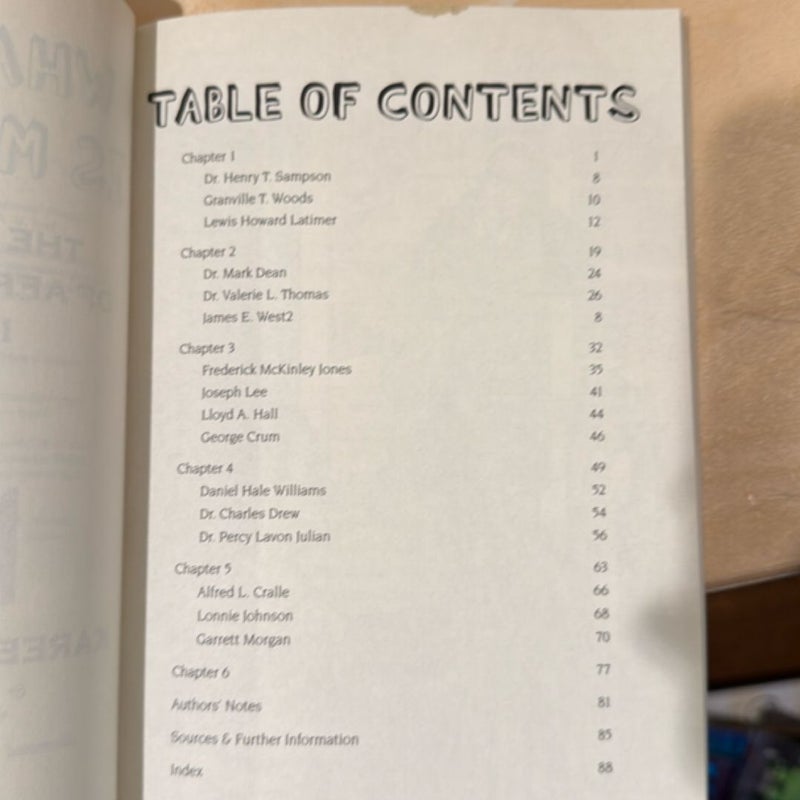 TABLE OF CONTENTS
Chapter 1 1
Dr. Henry T. Sampson 8
Granville T. Woods 10
Lewis Howard Latimer 12
Chapter 2 19
Dr. Mark Dean 24
Dr. Valerie L. Thomas 26
James E. West2 8
Chapter 3 32
Frederick McKinley Jones 35
Joseph Lee 41
Lloyd A. Hall 44
George Crum 46
Chapter 4 49
Daniel Hale Williams 52
Dr. Charles Drew 54
Dr. Percy Lavon Julian 56
Chapter 5 63
Alfred L. Cralle 66
Lonnie Johnson 68
Garrett Morgan 70
Chapter 6 77
Authors' Notes 81
Sources & Further Information 85
Index 88